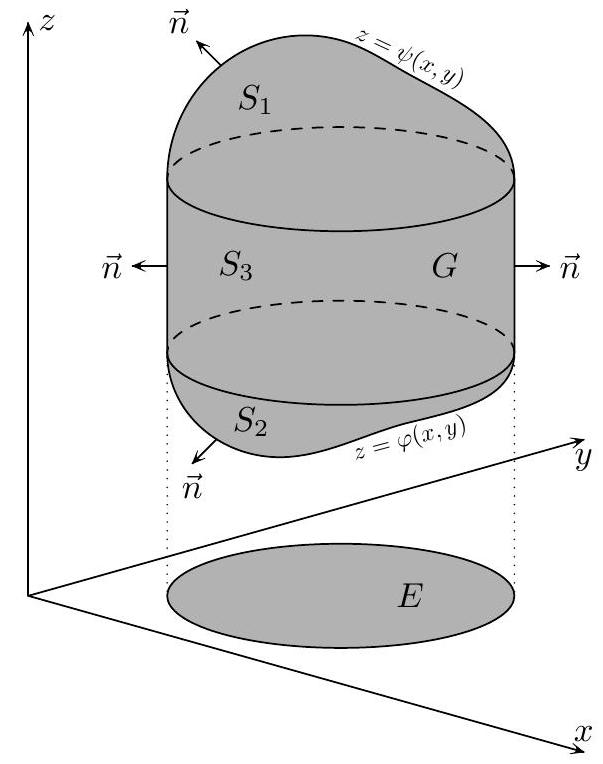 z
$\vec{n}$
$z = \psi(x, y)$
$S_1$
$\vec{n}$
$S_3$
$G$
$\vec{n}$
$S_2$
$z = \varphi(x, y)$
$\vec{n}$
y
$E$
x